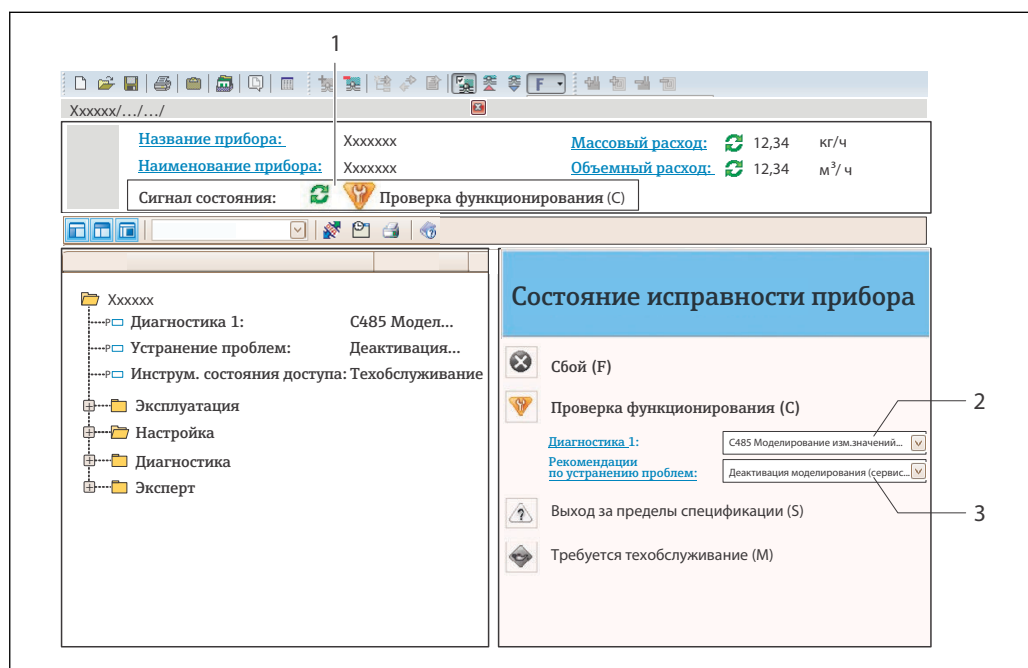 1
F
Xxxxxx/.../.../
Название прибора: Xxxxxxx Массовый расход: 12,34 кг/ч
Наименование прибора: Xxxxxxx Объемный расход: 12,34 м³/ ч
Сигнал состояния: Проверка функционирования (C)
Xxxxxx
P Диагностика 1: C485 Модел...
P Устранение проблем: Деактивация...
P Инструм. состояния доступа: Техобслуживание
Эксплуатация
Настройка
Диагностика
Эксперт
Состояние исправности прибора
Сбой (F)
Проверка функционирования (C)
2
Диагностика 1: C485 Моделирование изм.значений...
Рекомендации
по устранению проблем: Деактивация моделирования (сервис...
3
Выход за пределы спецификации (S)
Требуется техобслуживание (M)